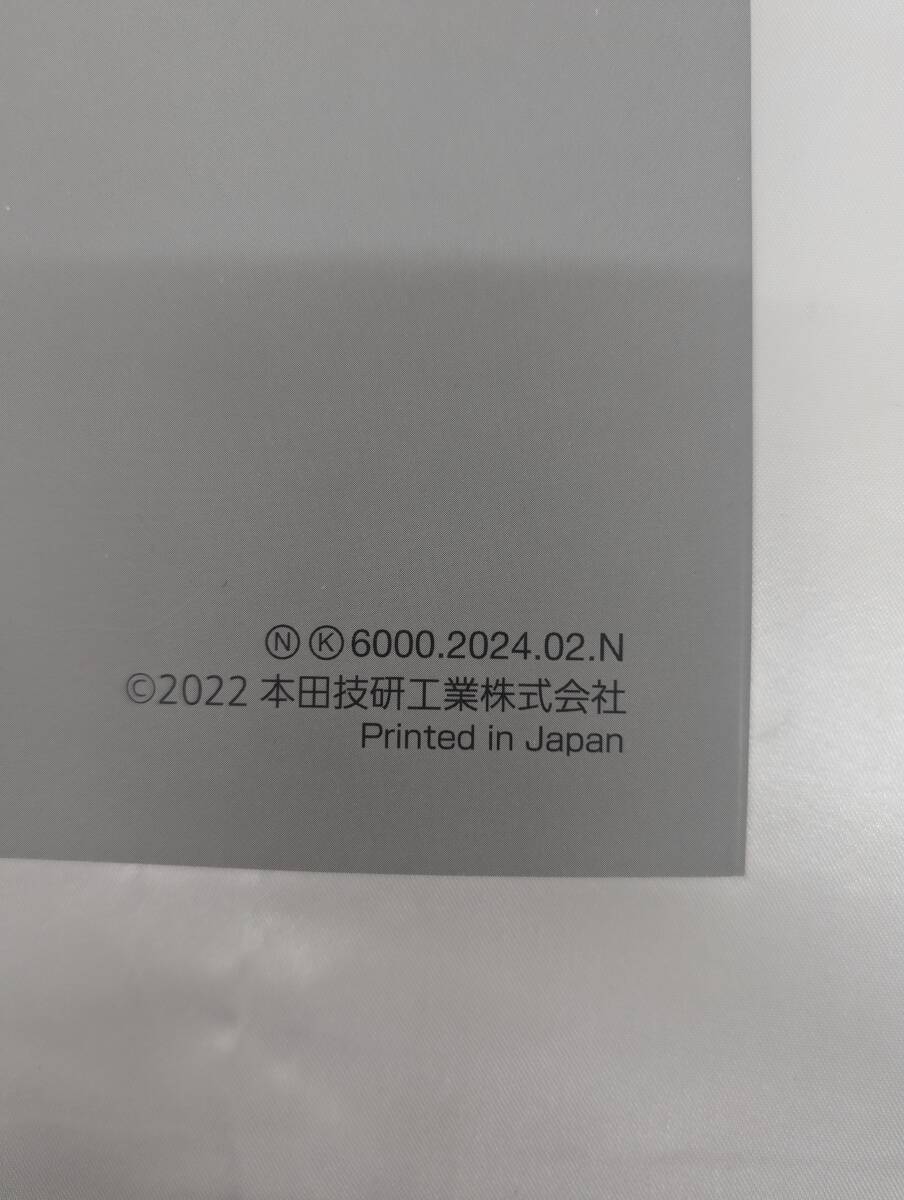 ⓃⓀ6000.2024.02.N
©2022 本田技研工業株式会社
Printed in Japan